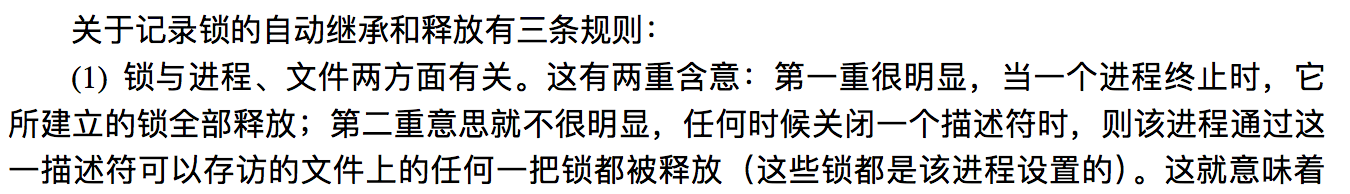 关于记录锁的自动继承和释放有三条规则：
(1) 锁与进程、文件两方面有关。这有两重含意：第一重很明显，当一个进程终止时，它
所建立的锁全部释放；第二重意思就不很明显，任何时候关闭一个描述符时，则该进程通过这
一描述符可以存访的文件上的任何一把锁都被释放（这些锁都是该进程设置的）。这就意味着